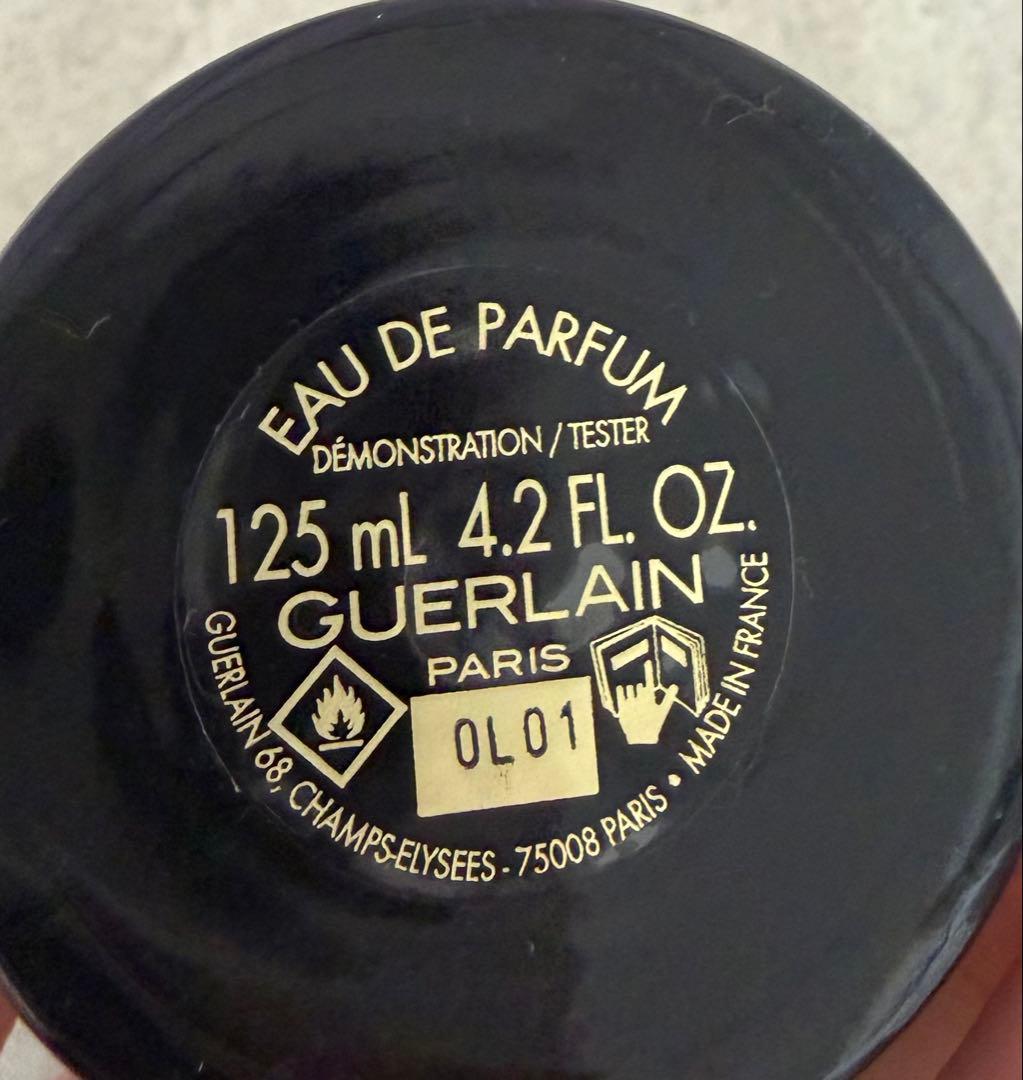 EAU DE PARFUM
DÉMONSTRATION / TESTER
125 mL 4.2 FL. OZ.
GUERLAIN
PARIS
0L01
GUERLAIN 68, CHAMPS-ELYSEES - 75008 PARIS • MADE IN FRANCE